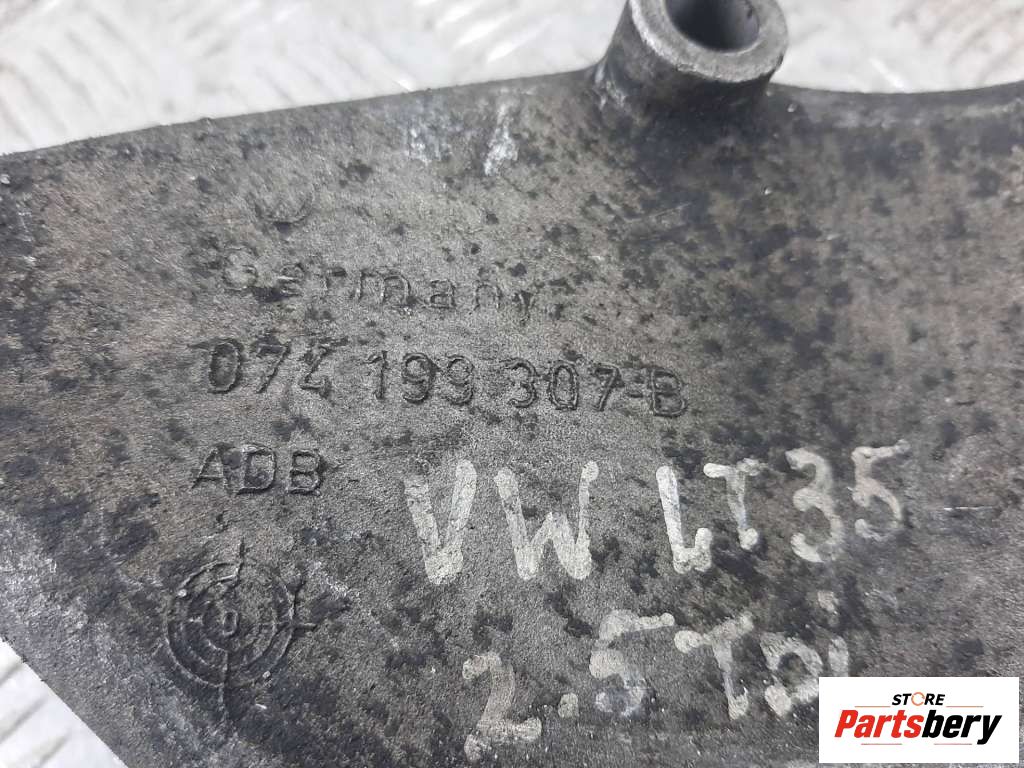 Germany
074 199 307-B
ADB
VW LT35
2.5 TDI
STORE
Partsbery